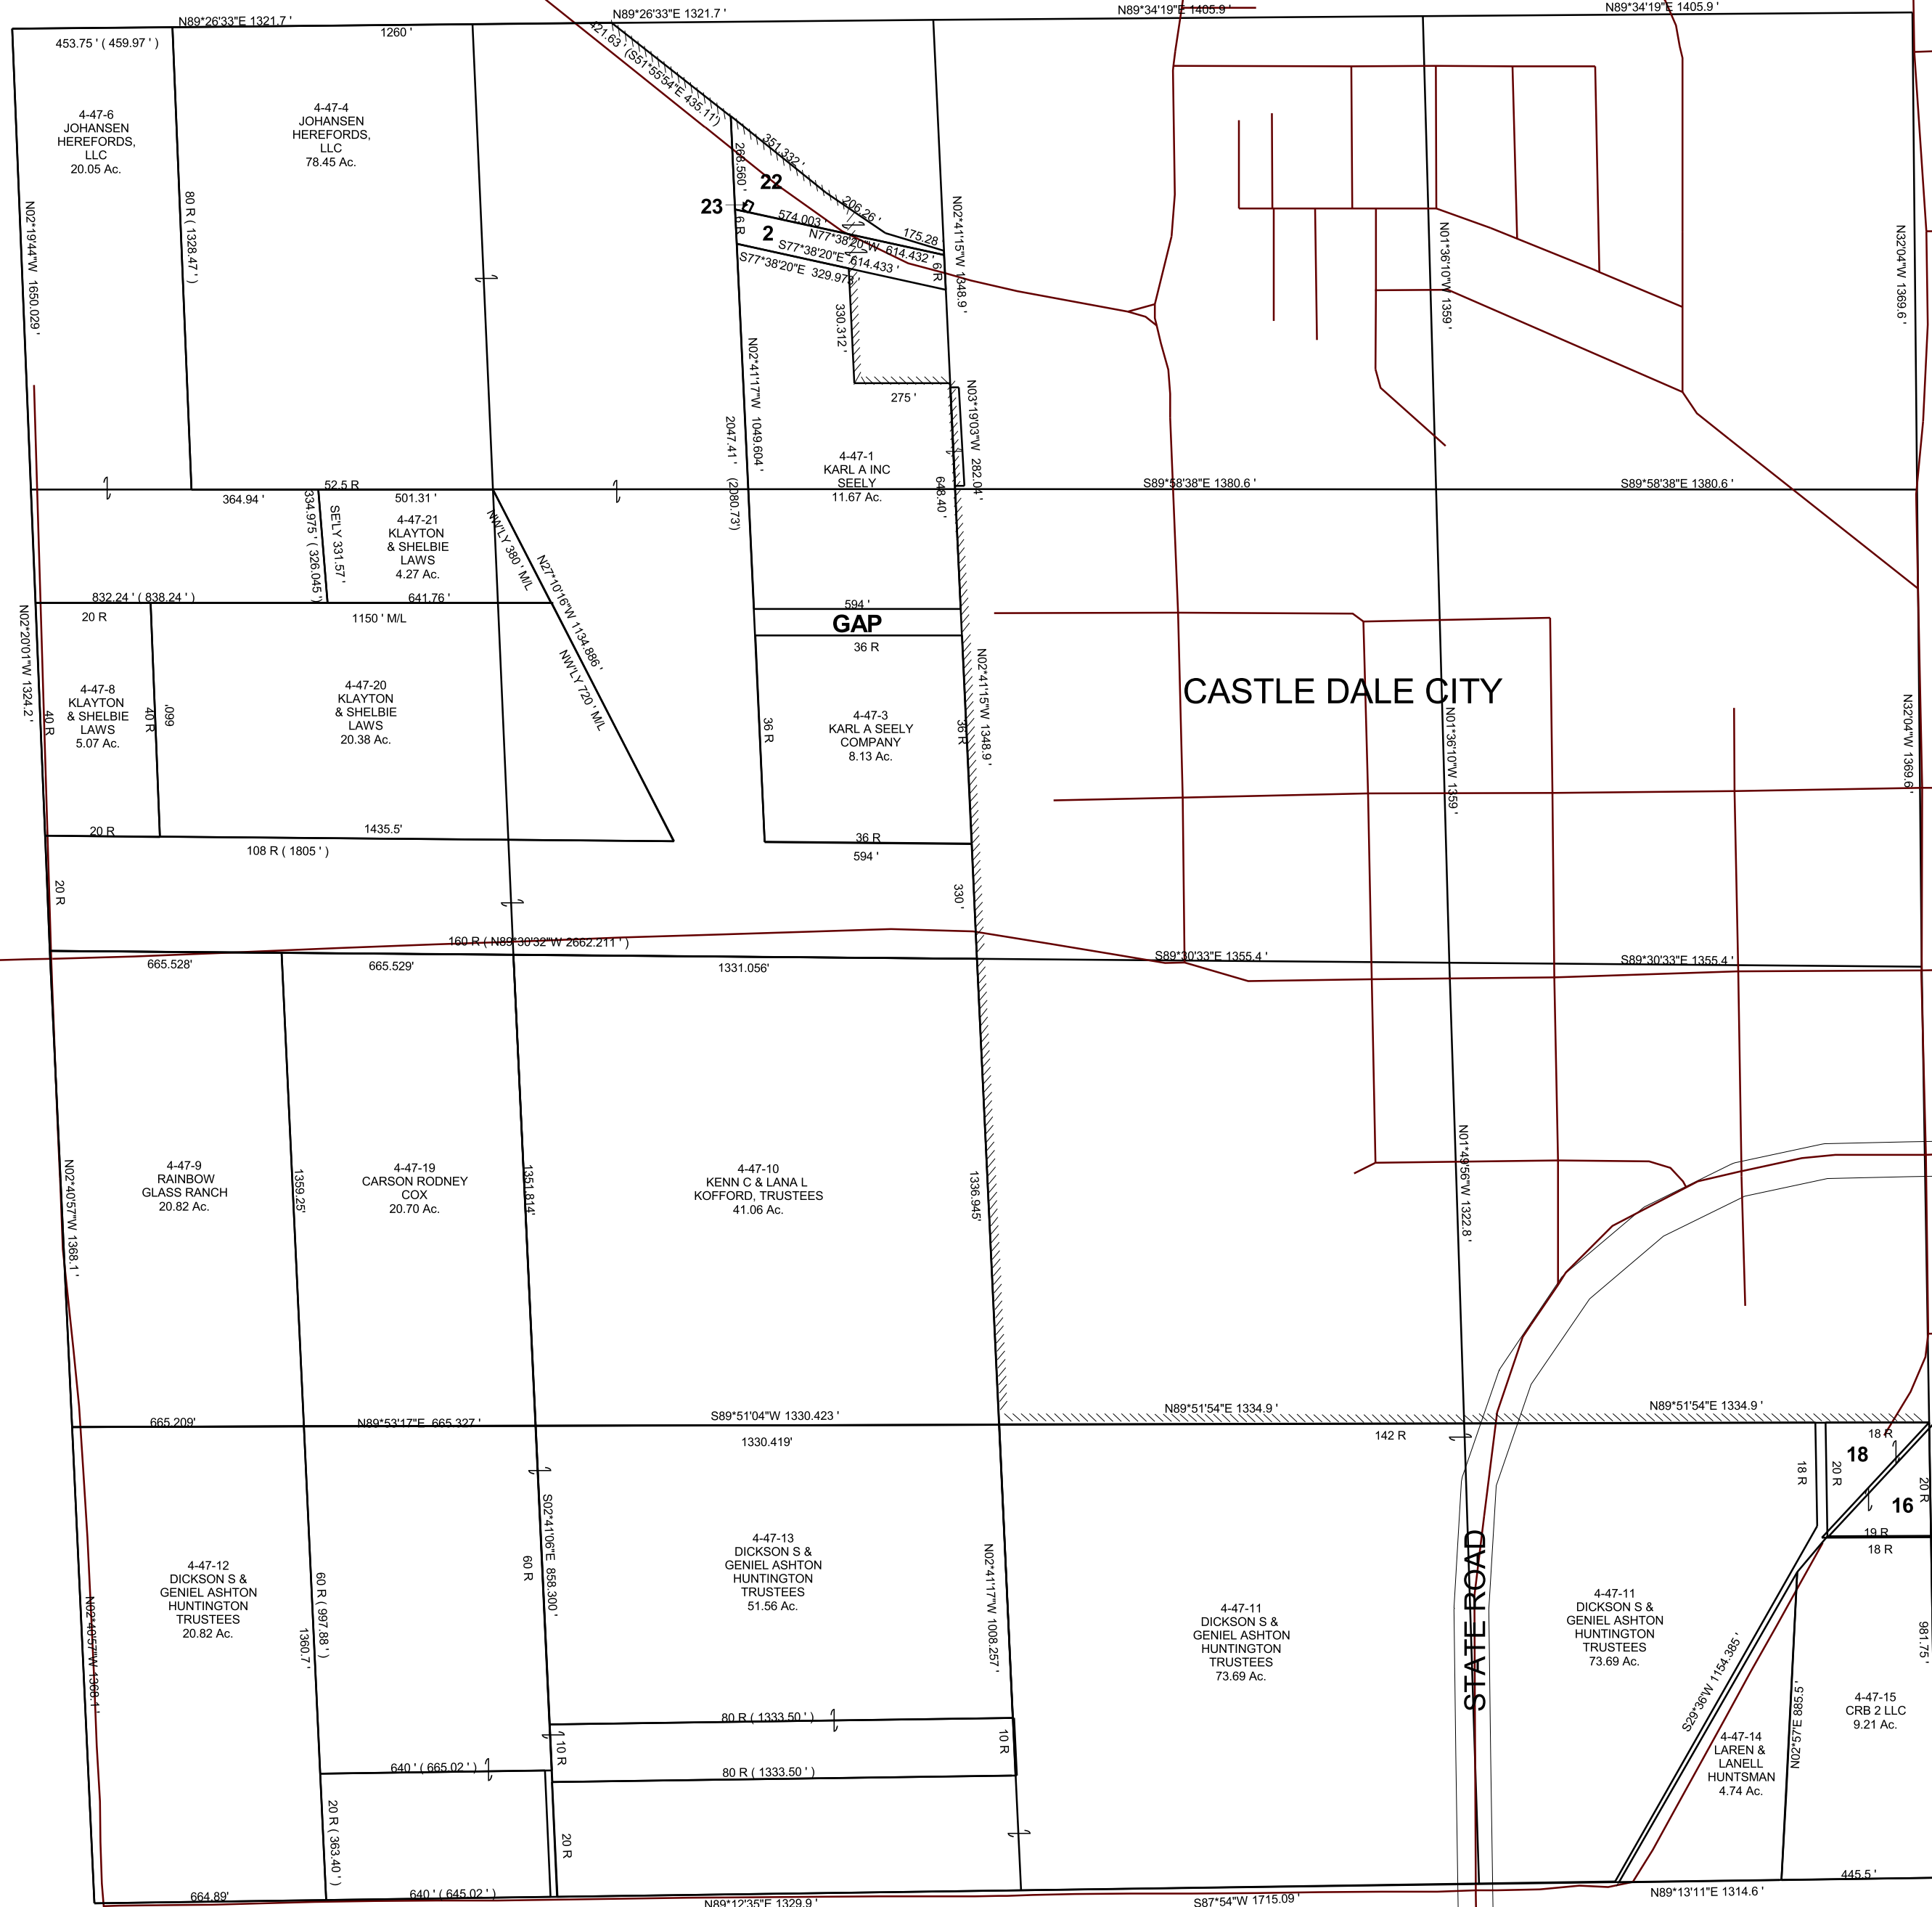 N89*26'33"E 1321.7 '
N89*26'33"E 1321.7 '
N89*34'19"E 1405.9 '
N89*34'19"E 1405.9 '
453.75 ' ( 459.97 ' )
1260 '
421.63 ' (S51*55'54"E 435.11')
4-47-6
JOHANSEN
HEREFORDS,
LLC
20.05 Ac.
4-47-4
JOHANSEN
HEREFORDS,
LLC
78.45 Ac.
N02*19'44"W 1650.029 '
80 R ( 1328.47 ' )
351.332 '
268.560 '
22
23
6 R
2
206.26 '
175.28
574.003 '
N77*38'20"W 614.432 '
S77*38'20"E 614.433 '
S77*38'20"E 329.973 '
6 R
N02*41'15"W 1348.9 '
330.312 '
275 '
N02*41'17"W 1049.604 '
2047.41 ' (2080.73')
N03*19'03"W 282.04 '
648.40 '
4-47-1
KARL A INC
SEELY
11.67 Ac.
N01*36'10"W 1359 '
N32'04"W 1369.6 '
S89*58'38"E 1380.6 '
S89*58'38"E 1380.6 '
52.5 R
364.94 '
501.31 '
334.975 ' ( 326.045 ' )
SE'LY 331.57 '
4-47-21
KLAYTON
& SHELBIE
LAWS
4.27 Ac.
NW'LY 380 ' M/L
N27*10'16"W 1134.886 '
NW'LY 720 ' M/L
832.24 ' ( 838.24 ' )
641.76 '
20 R
1150 ' M/L
594 '
GAP
36 R
N02*20'01"W 1324.2 '
40 R
4-47-8
KLAYTON
& SHELBIE
LAWS
5.07 Ac.
40 R
660'
4-47-20
KLAYTON
& SHELBIE
LAWS
20.38 Ac.
36 R
4-47-3
KARL A SEELY
COMPANY
8.13 Ac.
36 R
N02*41'15"W 1348.9 '
CASTLE DALE CITY
N01*36'10"W 1359 '
N32'04"W 1369.6 '
20 R
1435.5'
108 R ( 1805 ' )
36 R
594 '
20 R
330 '
160 R ( N89*30'32"W 2662.211 ' )
665.528'
665.529'
1331.056'
S89*30'33"E 1355.4 '
S89*30'33"E 1355.4 '
N02*40'57"W 1368.1 '
4-47-9
RAINBOW
GLASS RANCH
20.82 Ac.
1359.25'
4-47-19
CARSON RODNEY
COX
20.70 Ac.
1351.814'
4-47-10
KENN C & LANA L
KOFFORD, TRUSTEES
41.06 Ac.
1336.945'
N01*49'56"W 1322.8 '
665.209'
N89*53'17"E 665.327 '
S89*51'04"W 1330.423 '
1330.419'
N89*51'54"E 1334.9 '
N89*51'54"E 1334.9 '
142 R
18 R
18
18 R
20 R
16
20 R
19 R
18 R
N02*40'57"W 1368.1 '
4-47-12
DICKSON S &
GENIEL ASHTON
HUNTINGTON
TRUSTEES
20.82 Ac.
60 R ( 997.88 ' )
1360.7 '
60 R
S02*41'06"E 858.300 '
4-47-13
DICKSON S &
GENIEL ASHTON
HUNTINGTON
TRUSTEES
51.56 Ac.
N02*41'17"W 1008.257 '
4-47-11
DICKSON S &
GENIEL ASHTON
HUNTINGTON
TRUSTEES
73.69 Ac.
STATE ROAD
4-47-11
DICKSON S &
GENIEL ASHTON
HUNTINGTON
TRUSTEES
73.69 Ac.
S29*36'W 1154.385 '
981.75 '
N02*57'E 885.5 '
4-47-15
CRB 2 LLC
9.21 Ac.
4-47-14
LAREN &
LANELL
HUNTSMAN
4.74 Ac.
80 R ( 1333.50 ' )
10 R
10 R
80 R ( 1333.50 ' )
640 ' ( 665.02 ' )
20 R ( 363.40 ' )
20 R
664.89'
640 ' ( 645.02 ' )
N89*12'35"E 1329.9 '
S87*54"W 1715.09 '
N89*13'11"E 1314.6 '
445.5 '